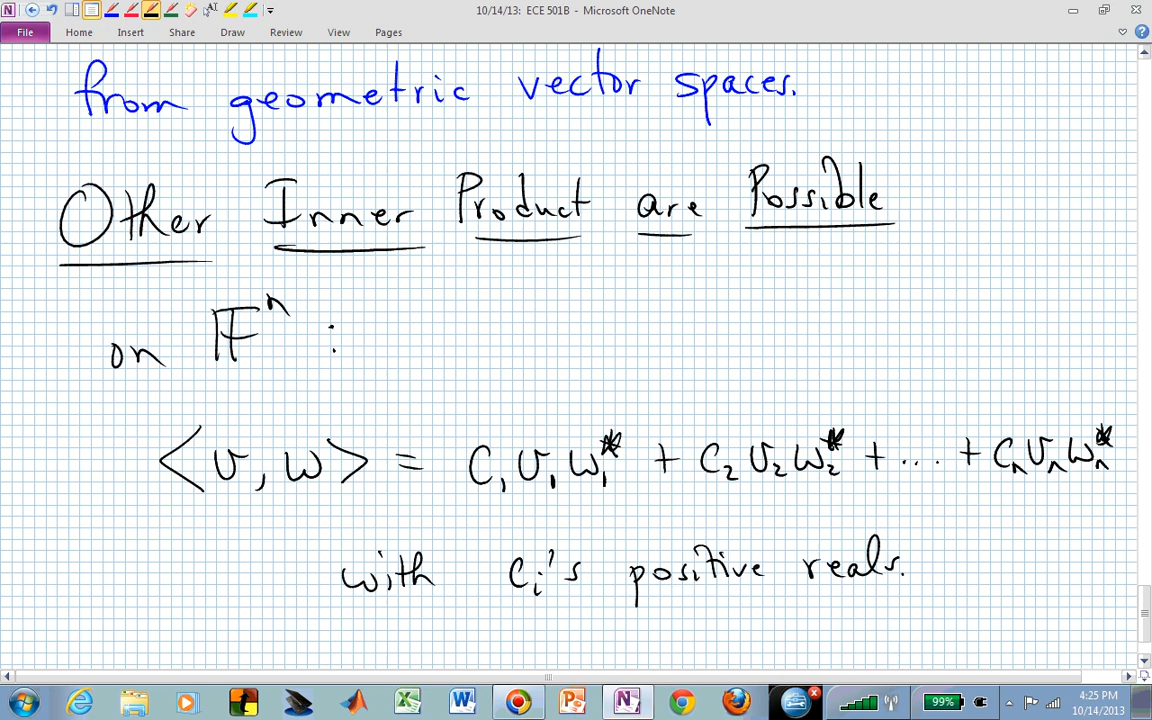 10/14/13: ECE 501B - Microsoft OneNote
File Home Insert Share Draw Review View Pages
from geometric vector spaces.
Other Inner Product are Possible
on 𝔽ⁿ :
<v, w> = c₁v₁w₁* + c₂v₂w₂* + ... + cₙvₙwₙ*
with cᵢ's positive reals.
99%
4:25 PM
10/14/2013